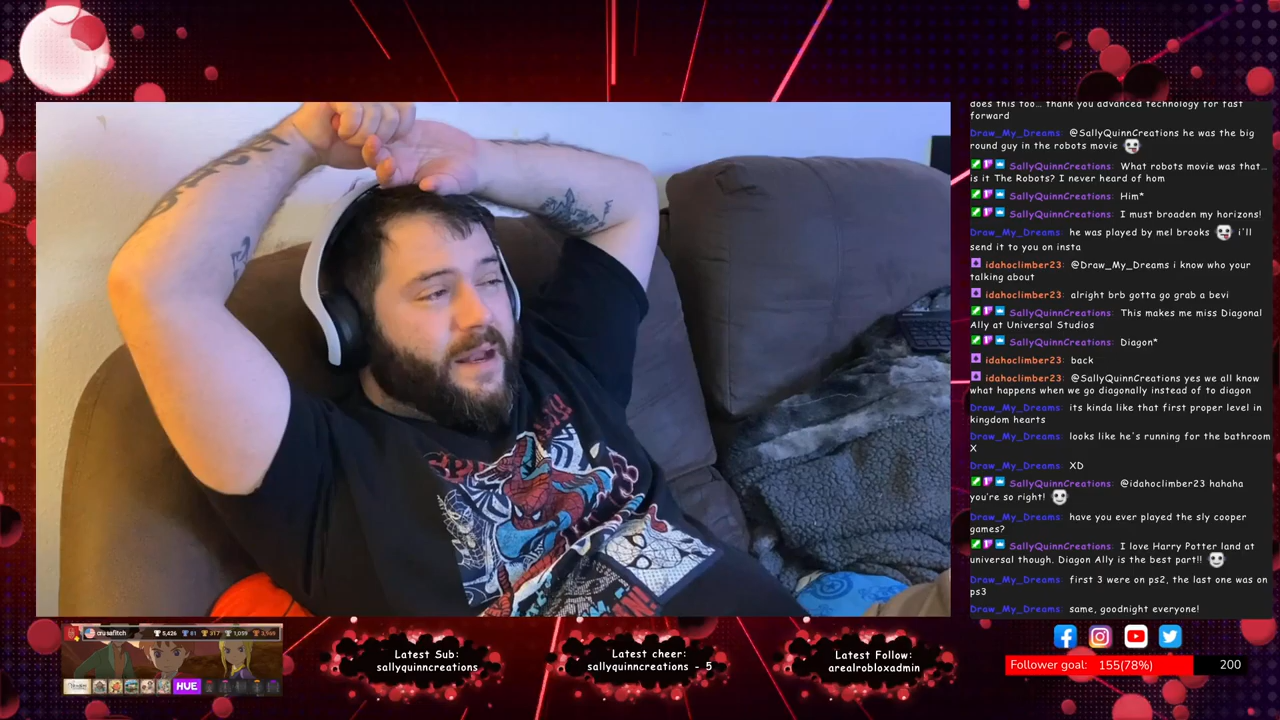 does this too... thank you advanced technology for fast
forward
Draw_My_Dreams: @SallyQuinnCreations he was the big
round guy in the robots movie
SallyQuinnCreations: What robots movie was that...
is it The Robots? I never heard of hom
SallyQuinnCreations: Him*
SallyQuinnCreations: I must broaden my horizons!
Draw_My_Dreams: he was played by mel brooks i'll
send it to you on insta
idahoclimber23: @Draw_My_Dreams i know who your
talking about
idahoclimber23: alright brb gotta go grab a bevi
SallyQuinnCreations: This makes me miss Diagonal
Ally at Universal Studios
SallyQuinnCreations: Diagon*
idahoclimber23: back
idahoclimber23: @SallyQuinnCreations yes we all know
what happens when we go diagonally instead of to diagon
Draw_My_Dreams: its kinda like that first proper level in
kingdom hearts
Draw_My_Dreams: looks like he's running for the bathroom
X
Draw_My_Dreams: XD
SallyQuinnCreations: @idahoclimber23 hahaha
you're so right!
Draw_My_Dreams: have you ever played the sly cooper
games?
SallyQuinnCreations: I love Harry Potter land at
universal though. Diagon Ally is the best part!!
Draw_My_Dreams: first 3 were on ps2, the last one was on
ps3
Draw_My_Dreams: same, goodnight everyone!
5,426 81 317 1,059 3,969
HUE
Latest Sub:
sallyquinncreations
Latest cheer:
sallyquinncreations - 5
Latest Follow:
arealrobloxadmin
Follower goal: 155(78%) 200